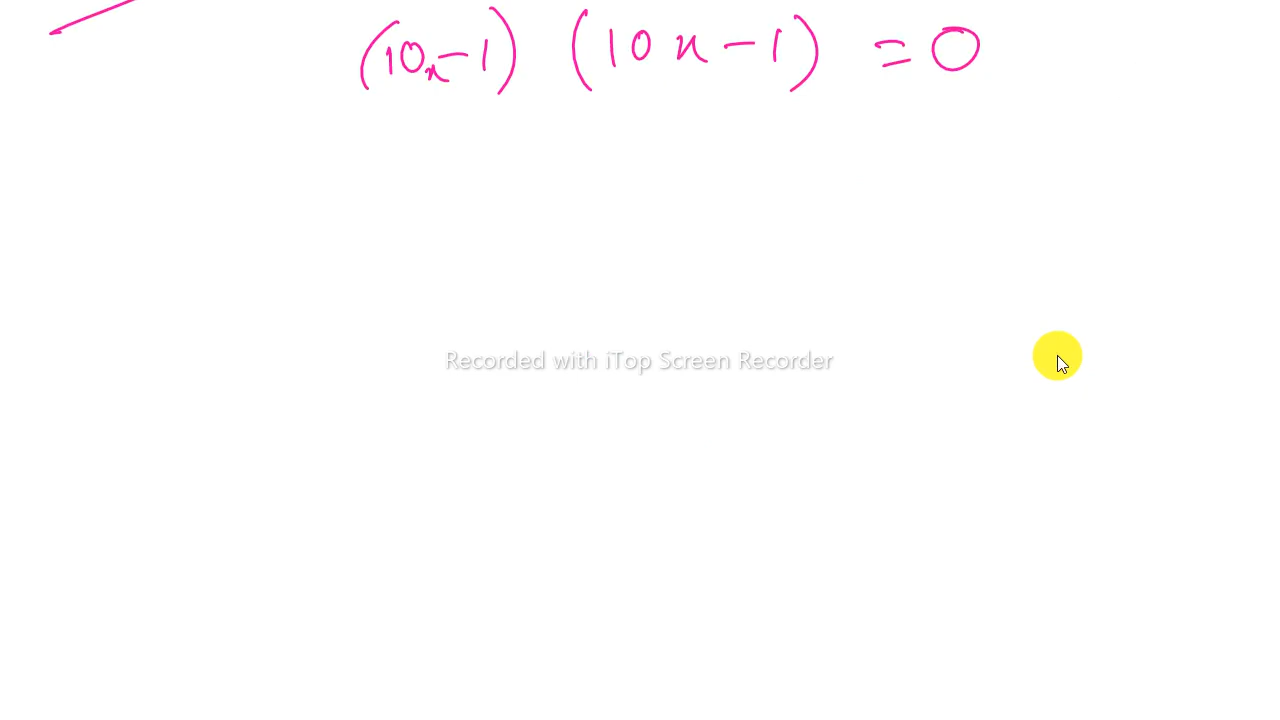 (10x-1) (10x-1) = 0
Recorded with iTop Screen Recorder